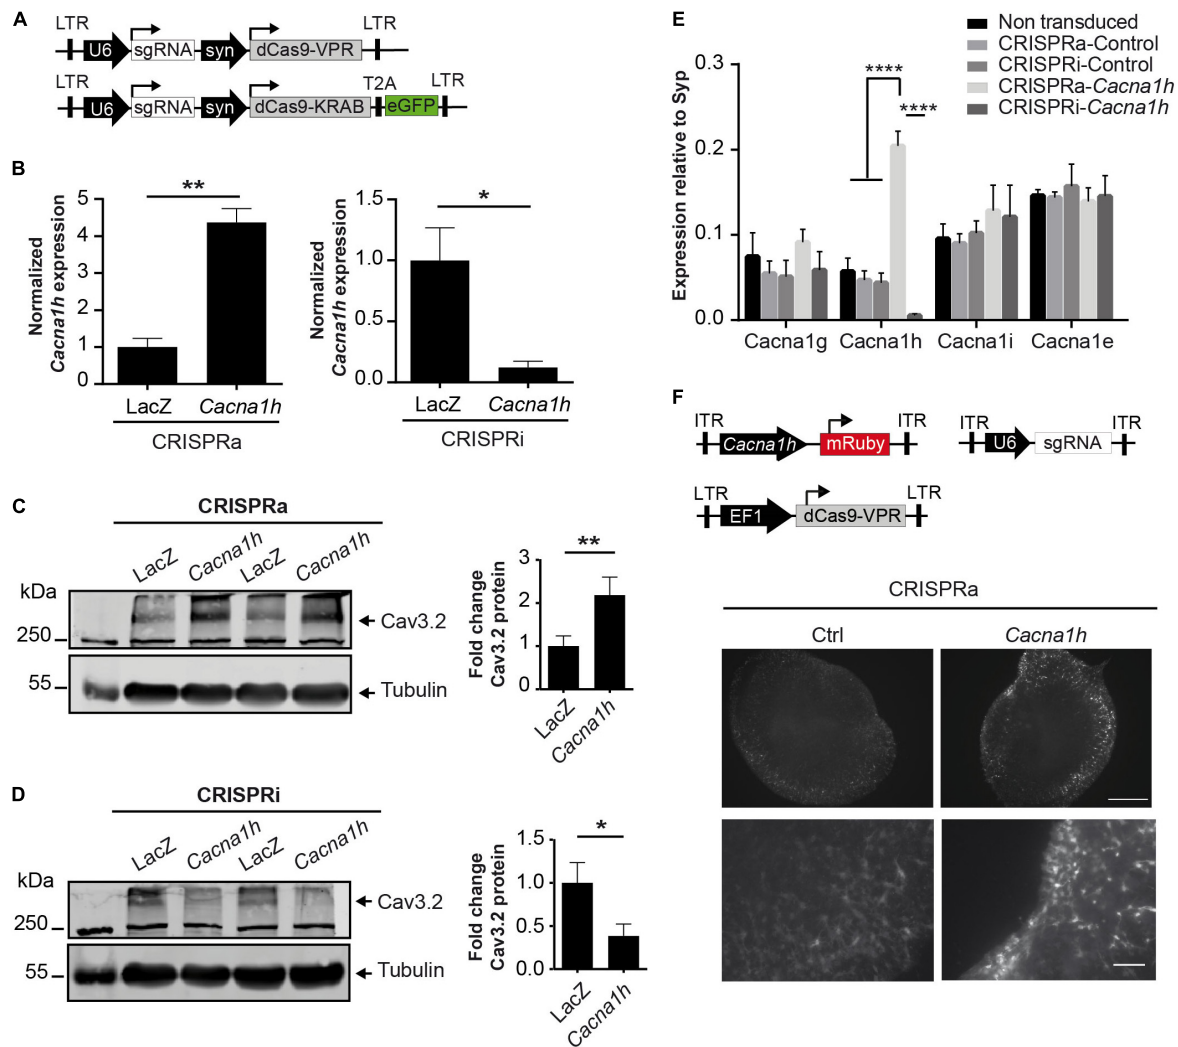 A
LTR LTR
U6 sgRNA syn dCas9-VPR
LTR T2A LTR
U6 sgRNA syn dCas9-KRAB eGFP
B
Normalized
Cacna1h expression
5
4
3
2
1
0
**
LacZ Cacna1h
CRISPRa
Normalized
Cacna1h expression
1.5
1.0
0.5
0.0
*
LacZ Cacna1h
CRISPRi
C
CRISPRa
LacZ Cacna1h LacZ Cacna1h
kDa
250
55
Cav3.2
Tubulin
Fold change
Cav3.2 protein
3
2
1
0
**
LacZ
Cacna1h
D
CRISPRi
LacZ Cacna1h LacZ Cacna1h
kDa
250
55
Cav3.2
Tubulin
Fold change
Cav3.2 protein
1.5
1.0
0.5
0.0
*
LacZ
Cacna1h
E
Non transduced
CRISPRa-Control
CRISPRi-Control
CRISPRa-Cacna1h
CRISPRi-Cacna1h
Expression relative to Syp
0.3
0.2
0.1
0.0
****
****
Cacna1g Cacna1h Cacna1i Cacna1e
F
ITR ITR
Cacna1h mRuby
ITR ITR
U6 sgRNA
LTR LTR
EF1 dCas9-VPR
CRISPRa
Ctrl Cacna1h